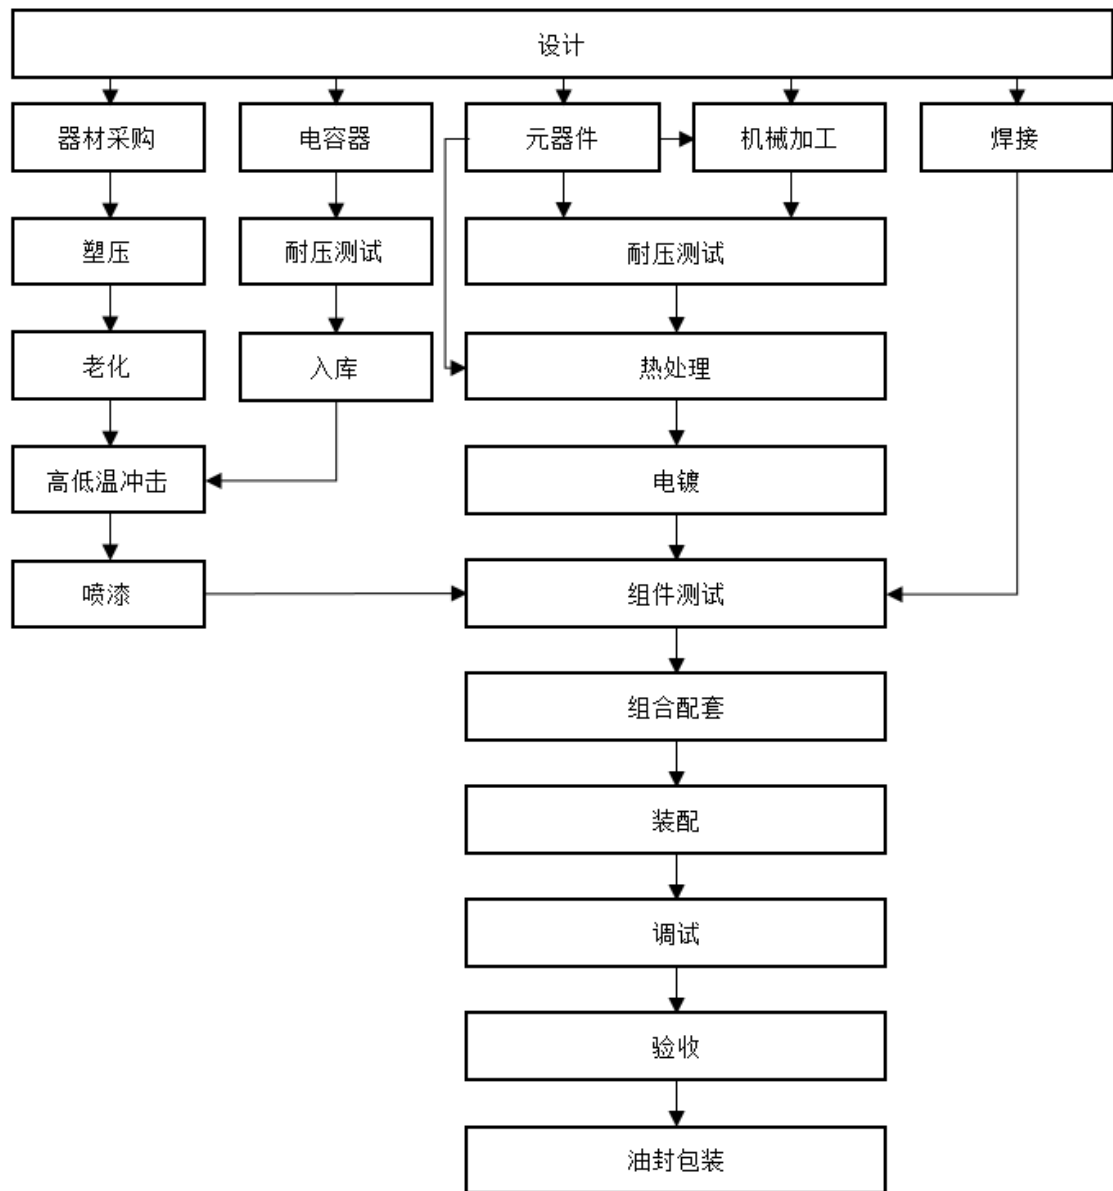 设计
器材采购
电容器
元器件
机械加工
焊接
塑压
耐压测试
耐压测试
老化
入库
热处理
高低温冲击
电镀
喷漆
组件测试
组合配套
装配
调试
验收
油封包装